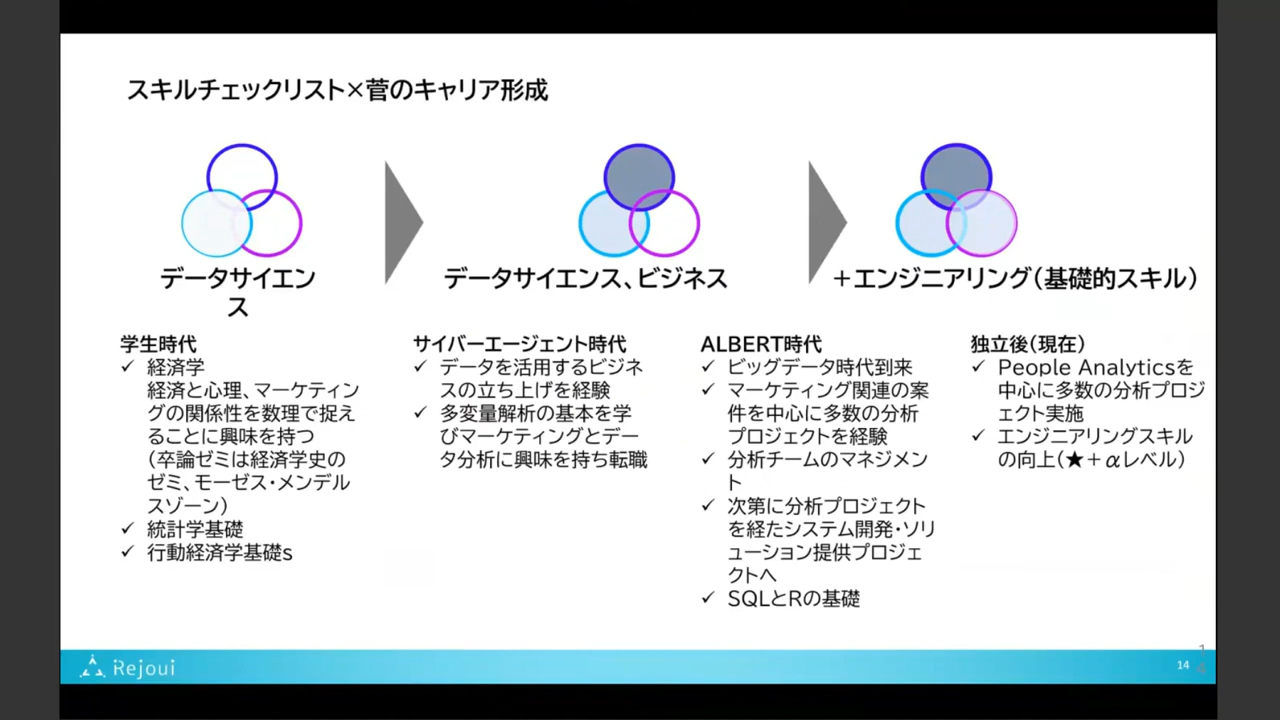 スキルチェックリスト×菅のキャリア形成
データサイエン
ス
データサイエンス、ビジネス
＋エンジニアリング（基礎的スキル）
学生時代
✓ 経済学
経済と心理、マーケティン
グの関係性を数理で捉え
ることに興味を持つ
（卒論ゼミは経済学史の
ゼミ、モーゼス・メンデル
スゾーン）
✓ 統計学基礎
✓ 行動経済学基礎s
サイバーエージェント時代
✓ データを活用するビジネ
スの立ち上げを経験
✓ 多変量解析の基本を学
びマーケティングとデー
タ分析に興味を持ち転職
ALBERT時代
✓ ビッグデータ時代到来
✓ マーケティング関連の案
件を中心に多数の分析
プロジェクトを経験
✓ 分析チームのマネジメン
ト
✓ 次第に分析プロジェクト
を経たシステム開発・ソリ
ューション提供プロジェ
クトへ
✓ SQLとRの基礎
独立後（現在）
✓ People Analyticsを
中心に多数の分析プロジ
ェクト実施
✓ エンジニアリングスキル
の向上（★＋αレベル）
Rejoui
14